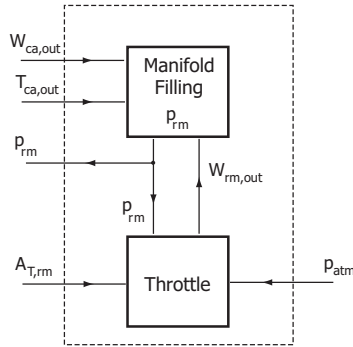 W_ca,out
Manifold
Filling
p_rm
T_ca,out
p_rm
W_rm,out
p_rm
A_T,rm
Throttle
p_atm